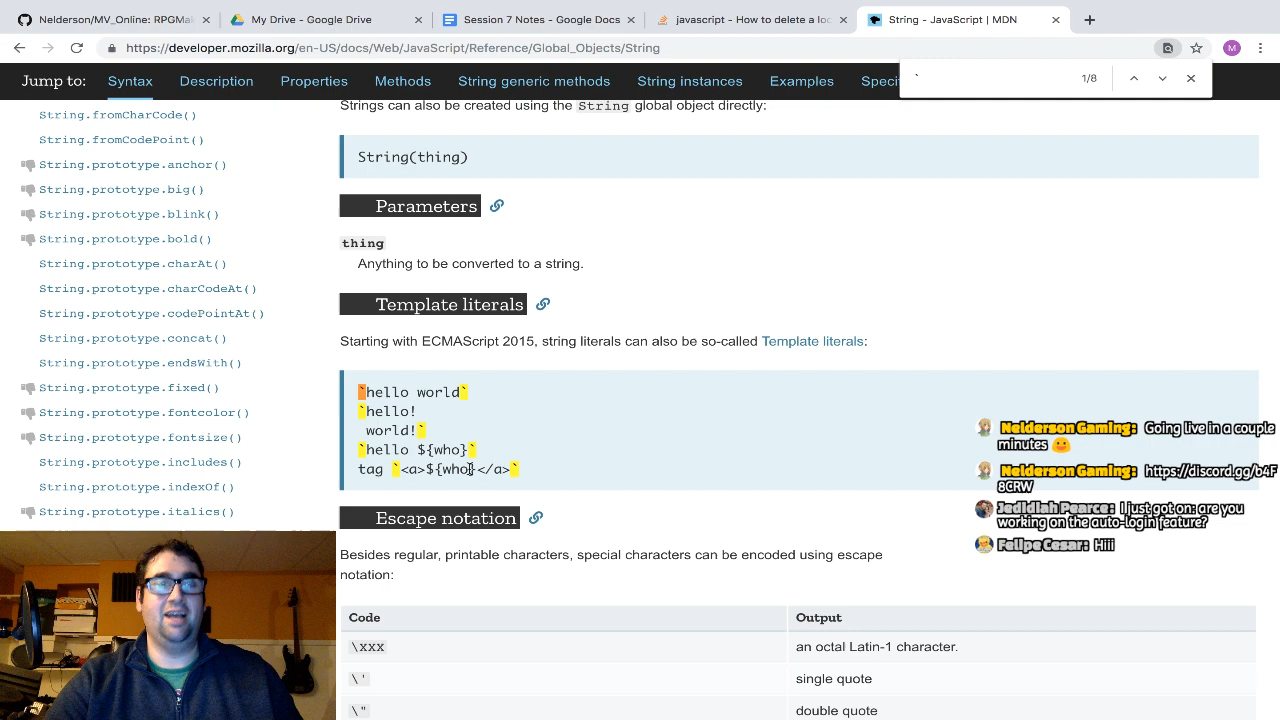 Nelderson/MV_Online: RPGMak
My Drive - Google Drive
Session 7 Notes - Google Docs
javascript - How to delete a loc
String - JavaScript | MDN
https://developer.mozilla.org/en-US/docs/Web/JavaScript/Reference/Global_Objects/String
M
Jump to:
Syntax
Description
Properties
Methods
String generic methods
String instances
Examples
Speci
`
1/8
String.fromCharCode()
String.fromCodePoint()
String.prototype.anchor()
String.prototype.big()
String.prototype.blink()
String.prototype.bold()
String.prototype.charAt()
String.prototype.charCodeAt()
String.prototype.codePointAt()
String.prototype.concat()
String.prototype.endsWith()
String.prototype.fixed()
String.prototype.fontcolor()
String.prototype.fontsize()
String.prototype.includes()
String.prototype.indexOf()
String.prototype.italics()
Strings can also be created using the String global object directly:
String(thing)
Parameters
thing
Anything to be converted to a string.
Template literals
Starting with ECMAScript 2015, string literals can also be so-called Template literals:
`hello world`
`hello!
 world!`
`hello ${who}`
tag `<a>${who}</a>`
Escape notation
Besides regular, printable characters, special characters can be encoded using escape
notation:
Code
Output
\XXX
an octal Latin-1 character.
\'
single quote
\"
double quote
Nelderson Gaming: Going live in a couple
minutes
Nelderson Gaming: https://discord.gg/b4F
8CRW
Jedidiah Pearce: I just got on: are you
working on the auto-login feature?
Felipe Cesar: Hiii